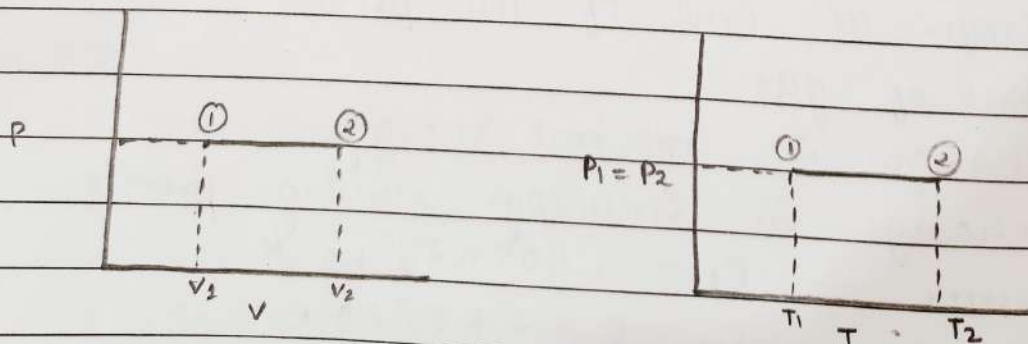 ① ②
P
V1 V2
V
① ②
P1 = P2
T1 T2
T